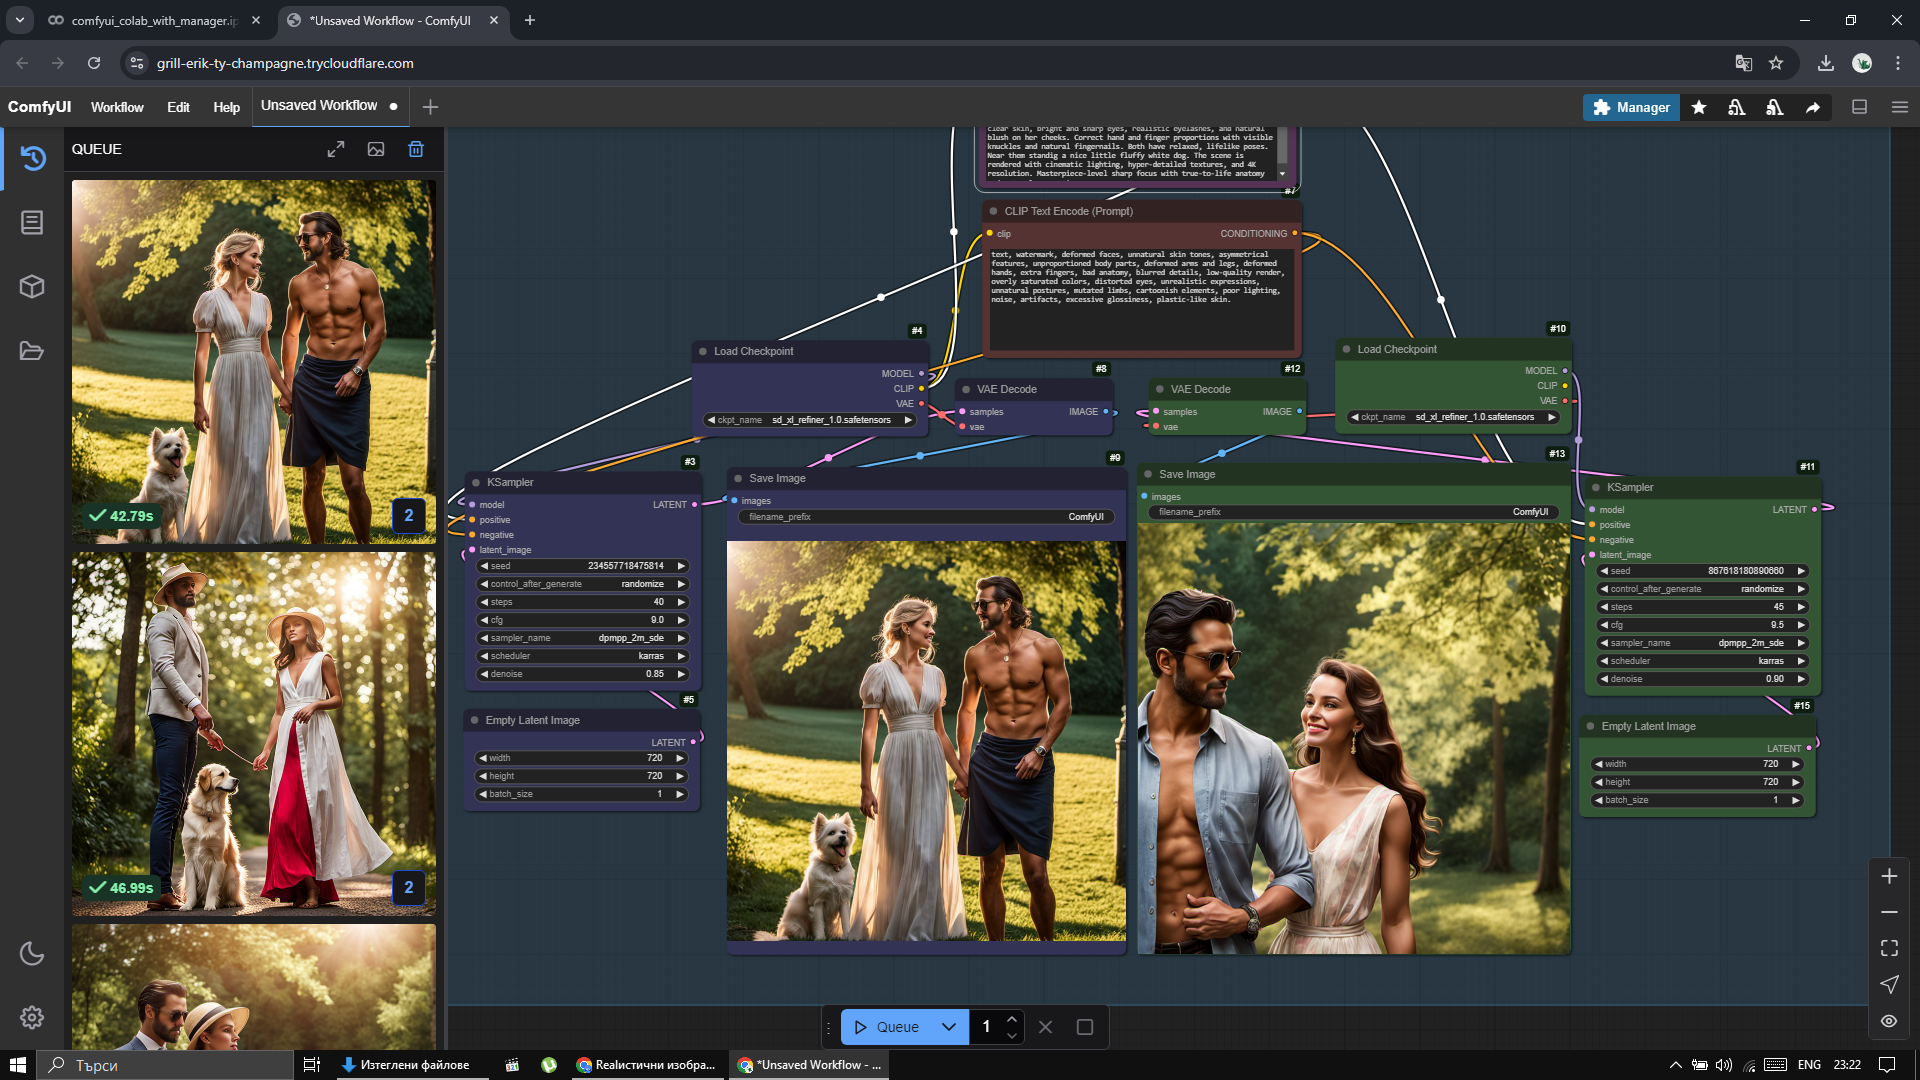 comfyui_colab_with_manager.ip
*Unsaved Workflow - ComfyUI
grill-erik-ty-champagne.trycloudflare.com
ComfyUI
Workflow
Edit
Help
Unsaved Workflow
Manager
QUEUE
42.79s
2
46.99s
2
clear skin, bright and sharp eyes, realistic eyelashes, and natural
blush on her cheeks. Correct hand and finger proportions with visible
knuckles and natural fingernails. Both have relaxed, lifelike poses.
Near them standig a nice little fluffy white dog. The scene is
rendered with cinematic lighting, hyper-detailed textures, and 4K
resolution. Masterpiece-level sharp focus with true-to-life anatomy
#7
CLIP Text Encode (Prompt)
clip
CONDITIONING
text, watermark, deformed faces, unnatural skin tones, asymmetrical
features, unproportioned body parts, deformed arms and legs, deformed
hands, extra fingers, bad anatomy, blurred details, low-quality render,
overly saturated colors, distorted eyes, unrealistic expressions,
unnatural postures, mutated limbs, cartoonish elements, poor lighting,
noise, artifacts, excessive glossiness, plastic-like skin.
#4
Load Checkpoint
MODEL
CLIP
VAE
ckpt_name sd_xl_refiner_1.0.safetensors
#8
VAE Decode
samples IMAGE
vae
#12
VAE Decode
samples IMAGE
vae
#10
Load Checkpoint
MODEL
CLIP
VAE
ckpt_name sd_xl_refiner_1.0.safetensors
#3
KSampler
model LATENT
positive
negative
latent_image
seed 234557718475814
control_after_generate randomize
steps 40
cfg 9.0
sampler_name dpmpp_2m_sde
scheduler karras
denoise 0.85
#5
Empty Latent Image
LATENT
width 720
height 720
batch_size 1
#9
Save Image
images
filename_prefix ComfyUI
#13
Save Image
images
filename_prefix ComfyUI
#11
KSampler
model LATENT
positive
negative
latent_image
seed 867618180890660
control_after_generate randomize
steps 45
cfg 9.5
sampler_name dpmpp_2m_sde
scheduler karras
denoise 0.90
#15
Empty Latent Image
LATENT
width 720
height 720
batch_size 1
Queue
1
Търси
Изтеглени файлове
Реалистични изобра...
*Unsaved Workflow - ...
ENG
23:22